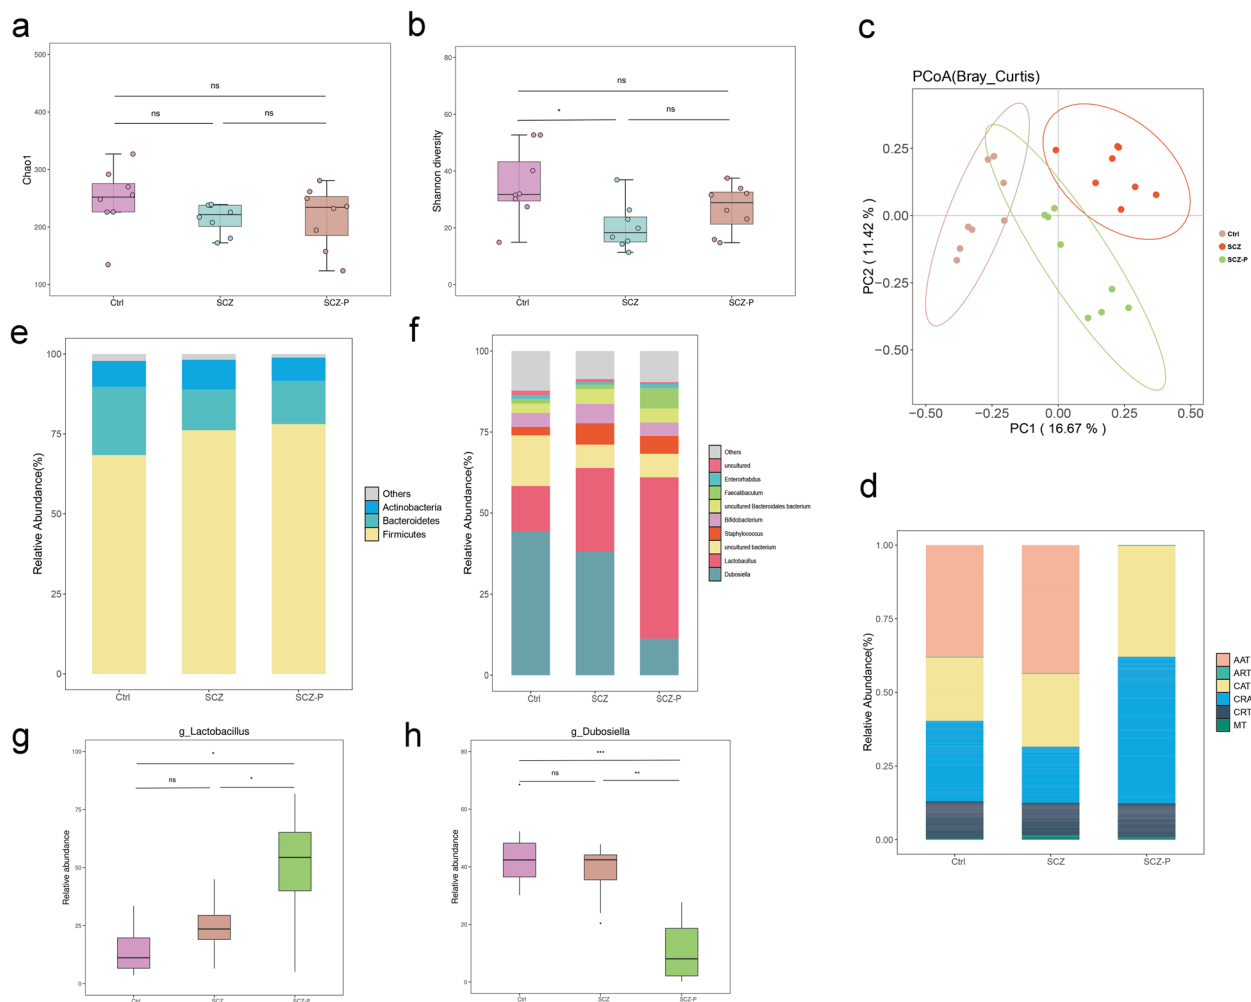 a
500
400
300
200
100
Chao1
ns
ns
ns
Ctrl
SCZ
SCZ-P
b
80
60
40
20
0
Shannon diversity
ns
*
ns
Ctrl
SCZ
SCZ-P
c
PCoA(Bray_Curtis)
0.25
0.00
−0.25
−0.50
PC2 ( 11.42 % )
−0.50
−0.25
0.00
0.25
0.50
PC1 ( 16.67 % )
Ctrl
SCZ
SCZ-P
e
100
75
50
25
0
Relative Abundance(%)
Ctrl
SCZ
SCZ-P
Others
Actinobacteria
Bacteroidetes
Firmicutes
f
100
75
50
25
0
Relative Abundance(%)
Ctrl
SCZ
SCZ-P
Others
uncultured
Enterorhabdus
Faecalibaculum
uncultured Bacteroidales bacterium
Bifidobacterium
Staphylococcus
uncultured bacterium
Lactobacillus
Dubosiella
d
1.00
0.75
0.50
0.25
0.00
Relative Abundance(%)
Ctrl
SCZ
SCZ-P
AAT
ART
CAT
CRA
CRT
MT
g
g_Lactobacillus
100
75
50
25
0
Relative abundance
*
ns
*
Ctrl
SCZ
SCZ-P
h
g_Dubosiella
80
60
40
20
0
Relative abundance
***
ns
**
Ctrl
SCZ
SCZ-P